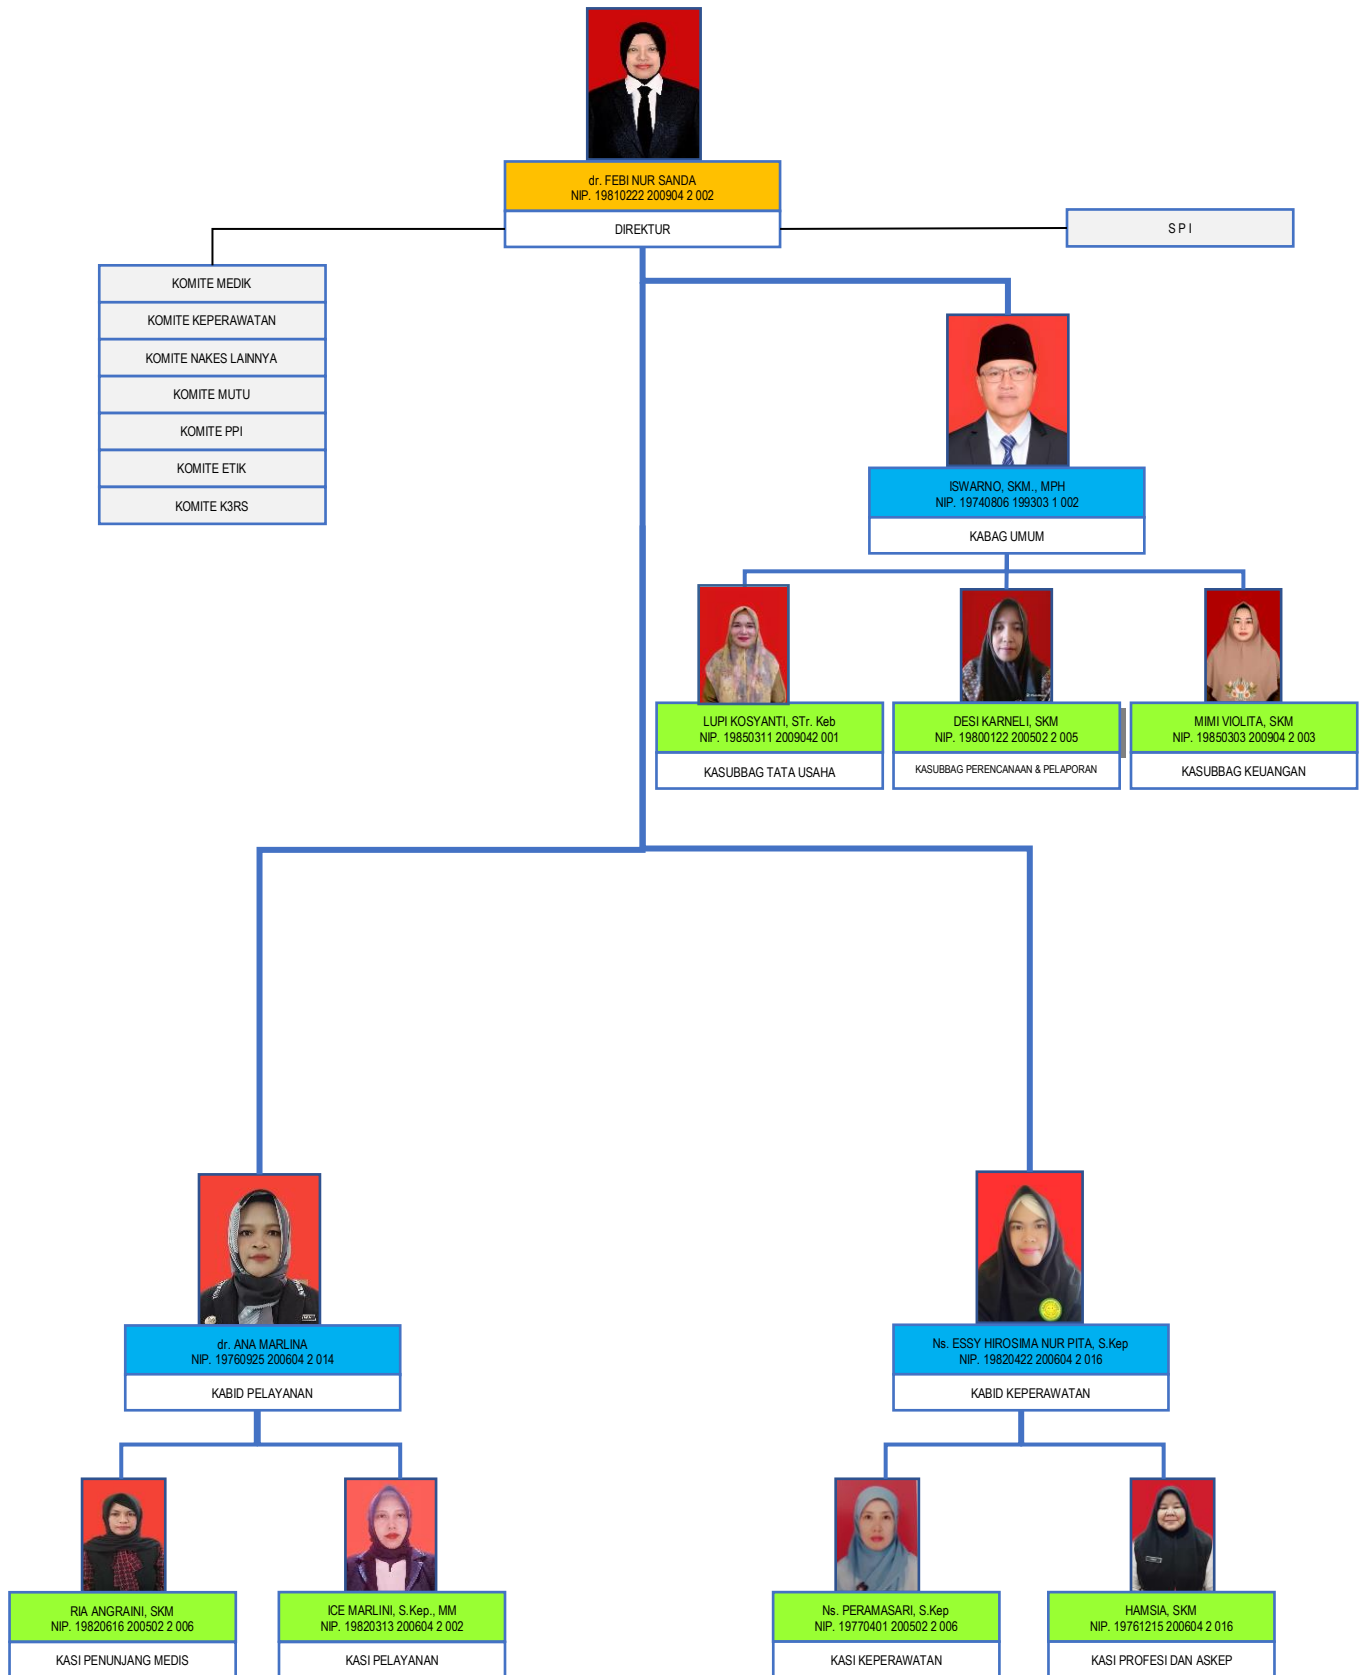 dr. FEBI NUR SANDA
NIP. 19810222 200904 2 002
DIREKTUR
S P I
KOMITE MEDIK
KOMITE KEPERAWATAN
KOMITE NAKES LAINNYA
KOMITE MUTU
KOMITE PPI
KOMITE ETIK
KOMITE K3RS
ISWARNO, SKM., MPH
NIP. 19740806 199303 1 002
KABAG UMUM
LUPI KOSYANTI, STr. Keb
NIP. 19850311 2009042 001
KASUBBAG TATA USAHA
DESI KARNELI, SKM
NIP. 19800122 200502 2 005
KASUBBAG PERENCANAAN & PELAPORAN
MIMI VIOLITA, SKM
NIP. 19850303 200904 2 003
KASUBBAG KEUANGAN
dr. ANA MARLINA
NIP. 19760925 200604 2 014
KABID PELAYANAN
Ns. ESSY HIROSIMA NUR PITA, S.Kep
NIP. 19820422 200604 2 016
KABID KEPERAWATAN
RIA ANGRAINI, SKM
NIP. 19820616 200502 2 006
KASI PENUNJANG MEDIS
ICE MARLINI, S.Kep., MM
NIP. 19820313 200604 2 002
KASI PELAYANAN
Ns. PERAMASARI, S.Kep
NIP. 19770401 200502 2 006
KASI KEPERAWATAN
HAMSIA, SKM
NIP. 19761215 200604 2 016
KASI PROFESI DAN ASKEP